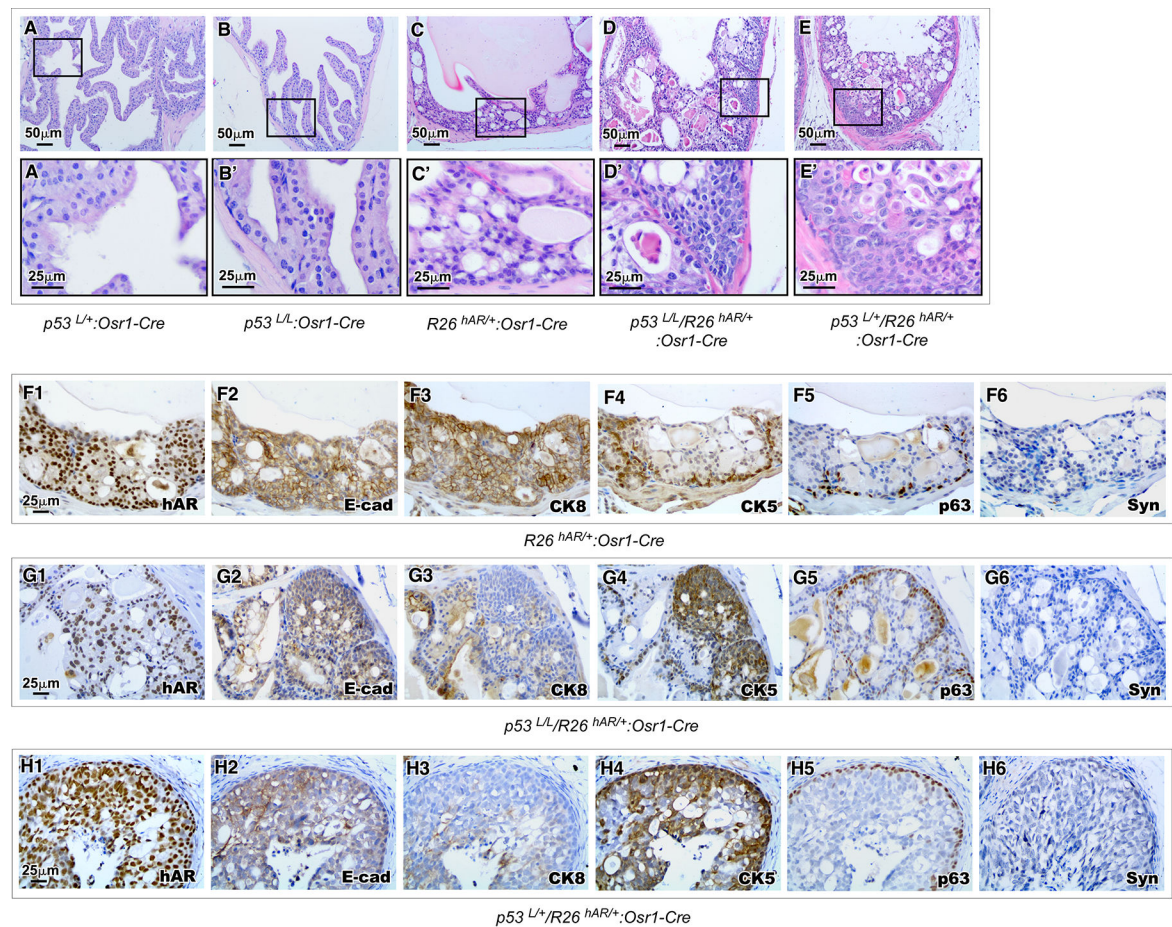 A B C D E
50μm 50μm 50μm 50μm 50μm
A' B' C' D' E'
25μm 25μm 25μm 25μm 25μm
p53 L/+:Osr1-Cre
p53 L/L:Osr1-Cre
R26 hAR/+:Osr1-Cre
p53 L/L/R26 hAR/+
:Osr1-Cre
p53 L/+/R26 hAR/+
:Osr1-Cre
F1 F2 F3 F4 F5 F6
25μm hAR E-cad CK8 CK5 p63 Syn
R26 hAR/+:Osr1-Cre
G1 G2 G3 G4 G5 G6
25μm hAR E-cad CK8 CK5 p63 Syn
p53 L/L/R26 hAR/+:Osr1-Cre
H1 H2 H3 H4 H5 H6
25μm hAR E-cad CK8 CK5 p63 Syn
p53 L/+/R26 hAR/+:Osr1-Cre